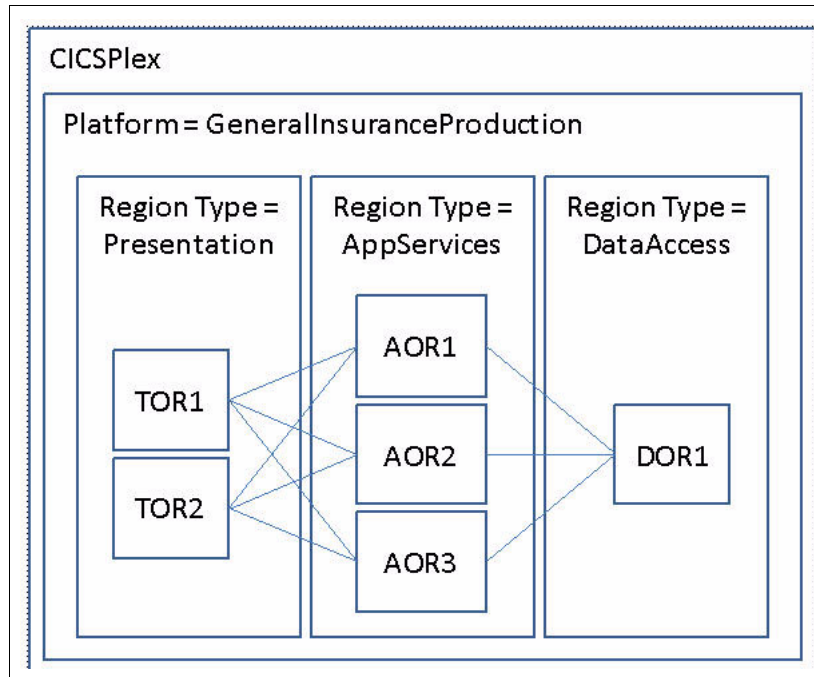 CICSPlex
Platform = GeneralInsuranceProduction
Region Type =
Presentation
Region Type =
AppServices
Region Type =
DataAccess
TOR1
TOR2
AOR1
AOR2
AOR3
DOR1